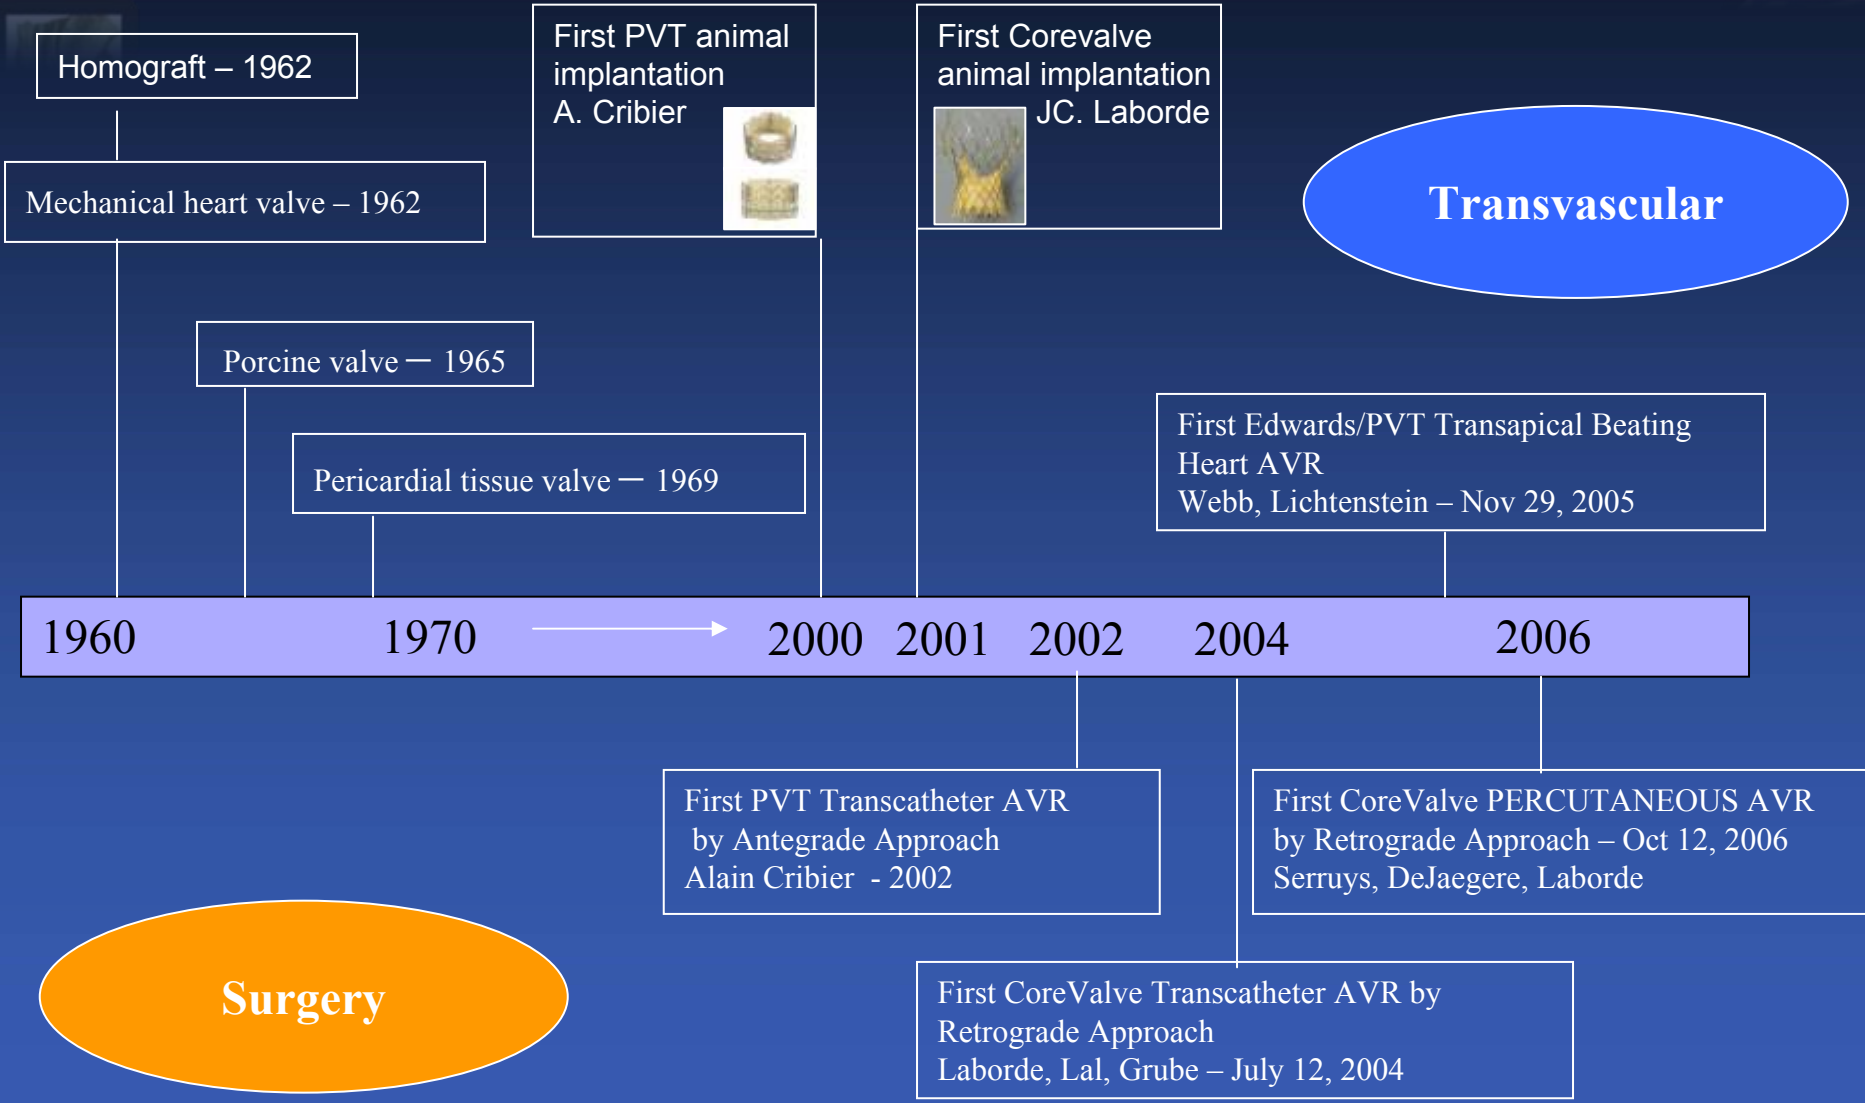 Homograft – 1962
Mechanical heart valve – 1962
First PVT animal
implantation
A. Cribier
First Corevalve
animal implantation
JC. Laborde
Transvascular
Porcine valve — 1965
Pericardial tissue valve — 1969
First Edwards/PVT Transapical Beating
Heart AVR
Webb, Lichtenstein – Nov 29, 2005
1960 1970 2000 2001 2002 2004 2006
First PVT Transcatheter AVR
by Antegrade Approach
Alain Cribier - 2002
First CoreValve PERCUTANEOUS AVR
by Retrograde Approach – Oct 12, 2006
Serruys, DeJaegere, Laborde
Surgery
First CoreValve Transcatheter AVR by
Retrograde Approach
Laborde, Lal, Grube – July 12, 2004